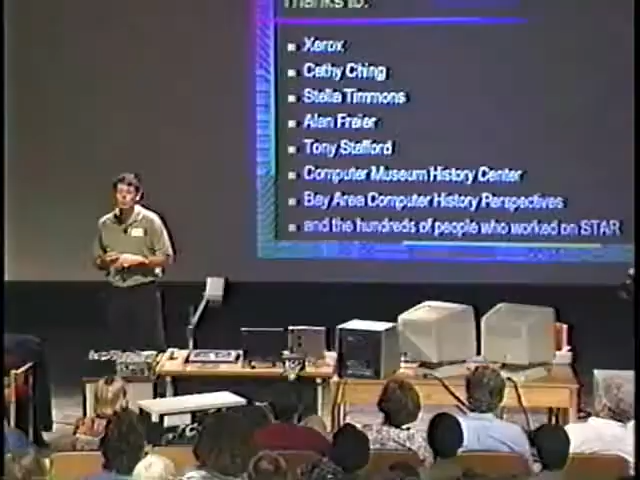 Thanks to:
Xerox
Cathy Ching
Stella Timmons
Alan Freier
Tony Stafford
Computer Museum History Center
Bay Area Computer History Perspectives
and the hundreds of people who worked on STAR